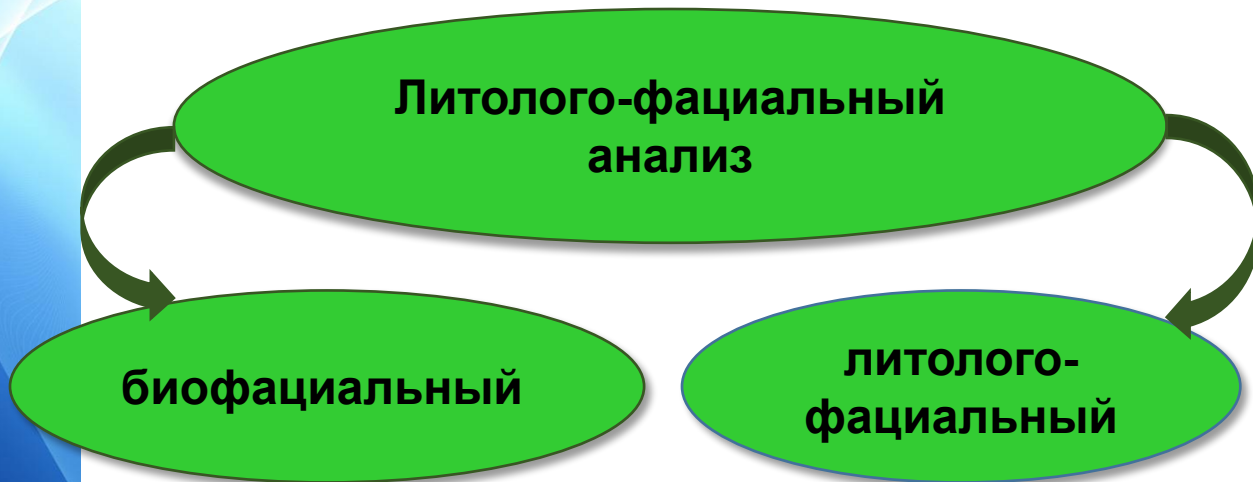 Литолого-фациальный
анализ
биофациальный
литолого-
фациальный